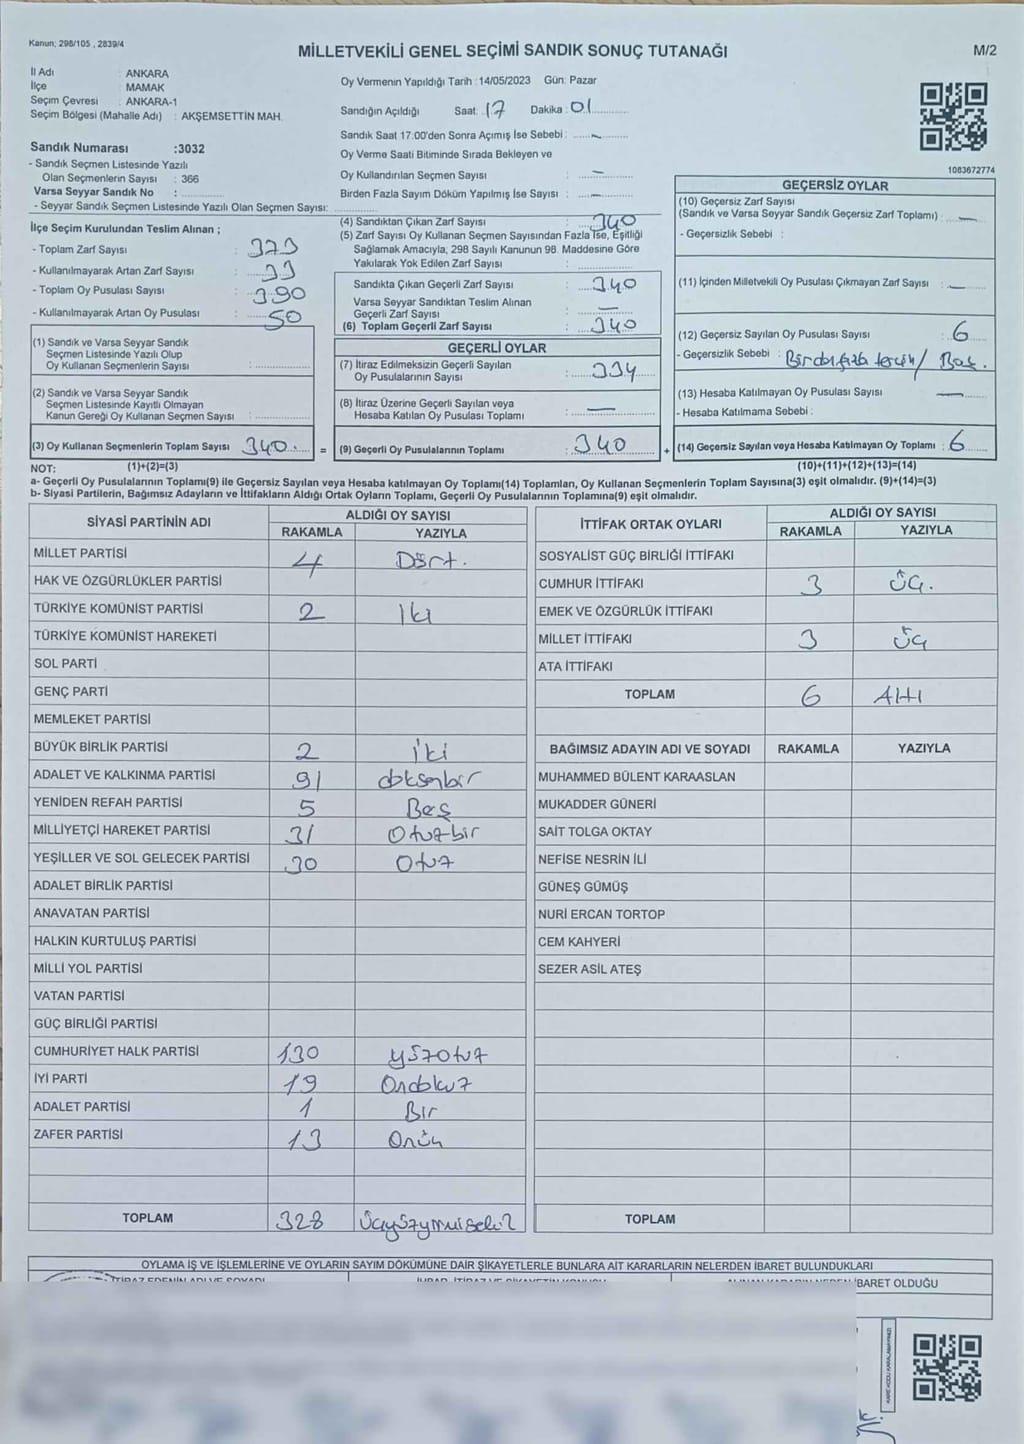 Kanun; 298/105 , 2839/4
MİLLETVEKİLİ GENEL SEÇİMİ SANDIK SONUÇ TUTANAĞI
M/2
İl Adı : ANKARA
İlçe MAMAK
Seçim Çevresi : ANKARA-1
Seçim Bölgesi (Mahalle Adı) : AKŞEMSETTİN MAH.
Sandık Numarası :3032
- Sandık Seçmen Listesinde Yazılı
Olan Seçmenlerin Sayısı : 366
Varsa Seyyar Sandık No :
- Seyyar Sandık Seçmen Listesinde Yazılı Olan Seçmen Sayısı:
Oy Vermenin Yapıldığı Tarih :14/05/2023 Gün: Pazar
Sandığın Açıldığı Saat: 17 Dakika: 01
Sandık Saat 17:00'den Sonra Açımış İse Sebebi :
Oy Verme Saati Bitiminde Sırada Bekleyen ve
Oy Kullandırılan Seçmen Sayısı : —
Birden Fazla Sayım Döküm Yapılmış İse Sayısı : —
1083672774
İlçe Seçim Kurulundan Teslim Alınan ;
- Toplam Zarf Sayısı : 373
- Kullanılmayarak Artan Zarf Sayısı : 33
- Toplam Oy Pusulası Sayısı : 390
- Kullanılmayarak Artan Oy Pusulası : 50
(1) Sandık ve Varsa Seyyar Sandık
Seçmen Listesinde Yazılı Olup
Oy Kullanan Seçmenlerin Sayısı :
(2) Sandık ve Varsa Seyyar Sandık
Seçmen Listesinde Kayıtlı Olmayan
Kanun Gereği Oy Kullanan Seçmen Sayısı :
(3) Oy Kullanan Seçmenlerin Toplam Sayısı : 340
(4) Sandıktan Çıkan Zarf Sayısı : 340
(5) Zarf Sayısı Oy Kullanan Seçmen Sayısından Fazla İse, Eşitliği
Sağlamak Amacıyla, 298 Sayılı Kanunun 98. Maddesine Göre
Yakılarak Yok Edilen Zarf Sayısı :
Sandıkta Çıkan Geçerli Zarf Sayısı : 340
Varsa Seyyar Sandıktan Teslim Alınan
Geçerli Zarf Sayısı : —
(6) Toplam Geçerli Zarf Sayısı : 340
GEÇERLİ OYLAR
(7) İtiraz Edilmeksizin Geçerli Sayılan
Oy Pusulalarının Sayısı : 334
(8) İtiraz Üzerine Geçerli Sayılan veya
Hesaba Katılan Oy Pusulası Toplamı : —
= (9) Geçerli Oy Pusulalarının Toplamı : 340 +
GEÇERSİZ OYLAR
(10) Geçersiz Zarf Sayısı
(Sandık ve Varsa Seyyar Sandık Geçersiz Zarf Toplamı) : —
- Geçersizlik Sebebi :
(11) İçinden Milletvekili Oy Pusulası Çıkmayan Zarf Sayısı : —
(12) Geçersiz Sayılan Oy Pusulası Sayısı : 6
- Geçersizlik Sebebi : Birden fazla tercih / Boş.
(13) Hesaba Katılmayan Oy Pusulası Sayısı : —
- Hesaba Katılmama Sebebi :
(14) Geçersiz Sayılan veya Hesaba Katılmayan Oy Toplamı : 6
NOT: (1)+(2)=(3)
(10)+(11)+(12)+(13)=(14)
a- Geçerli Oy Pusulalarının Toplamı(9) ile Geçersiz Sayılan veya Hesaba katılmayan Oy Toplamı(14) Toplamları, Oy Kullanan Seçmenlerin Toplam Sayısına(3) eşit olmalıdır. (9)+(14)=(3)
b- Siyasi Partilerin, Bağımsız Adayların ve İttifakların Aldığı Ortak Oyların Toplamı, Geçerli Oy Pusulalarının Toplamına(9) eşit olmalıdır.
SİYASİ PARTİNİN ADI ALDIĞI OY SAYISI
RAKAMLA YAZIYLA
MİLLET PARTİSİ 4 Dört.
HAK VE ÖZGÜRLÜKLER PARTİSİ
TÜRKİYE KOMÜNİST PARTİSİ 2 İki
TÜRKİYE KOMÜNİST HAREKETİ
SOL PARTİ
GENÇ PARTİ
MEMLEKET PARTİSİ
BÜYÜK BİRLİK PARTİSİ 2 iki
ADALET VE KALKINMA PARTİSİ 91 doksanbir
YENİDEN REFAH PARTİSİ 5 Beş
MİLLİYETÇİ HAREKET PARTİSİ 31 Otuzbir
YEŞİLLER VE SOL GELECEK PARTİSİ 30 Otuz
ADALET BİRLİK PARTİSİ
ANAVATAN PARTİSİ
HALKIN KURTULUŞ PARTİSİ
MİLLİ YOL PARTİSİ
VATAN PARTİSİ
GÜÇ BİRLİĞİ PARTİSİ
CUMHURİYET HALK PARTİSİ 130 yüzotuz
İYİ PARTİ 19 Ondokuz
ADALET PARTİSİ 1 Bir
ZAFER PARTİSİ 13 Onüç
TOPLAM 328 Üçyüzyirmisekiz
İTTİFAK ORTAK OYLARI ALDIĞI OY SAYISI
RAKAMLA YAZIYLA
SOSYALİST GÜÇ BİRLİĞİ İTTİFAKI
CUMHUR İTTİFAKI 3 Üç.
EMEK VE ÖZGÜRLÜK İTTİFAKI
MİLLET İTTİFAKI 3 Üç
ATA İTTİFAKI
TOPLAM 6 Altı
BAĞIMSIZ ADAYIN ADI VE SOYADI RAKAMLA YAZIYLA
MUHAMMED BÜLENT KARAASLAN
MUKADDER GÜNERİ
SAİT TOLGA OKTAY
NEFİSE NESRİN İLİ
GÜNEŞ GÜMÜŞ
NURİ ERCAN TORTOP
CEM KAHYERİ
SEZER ASİL ATEŞ
TOPLAM
OYLAMA İŞ VE İŞLEMLERİNE VE OYLARIN SAYIM DÖKÜMÜNE DAİR ŞİKAYETLERLE BUNLARA AİT KARARLARIN NELERDEN İBARET BULUNDUKLARI
İBARET OLDUĞU